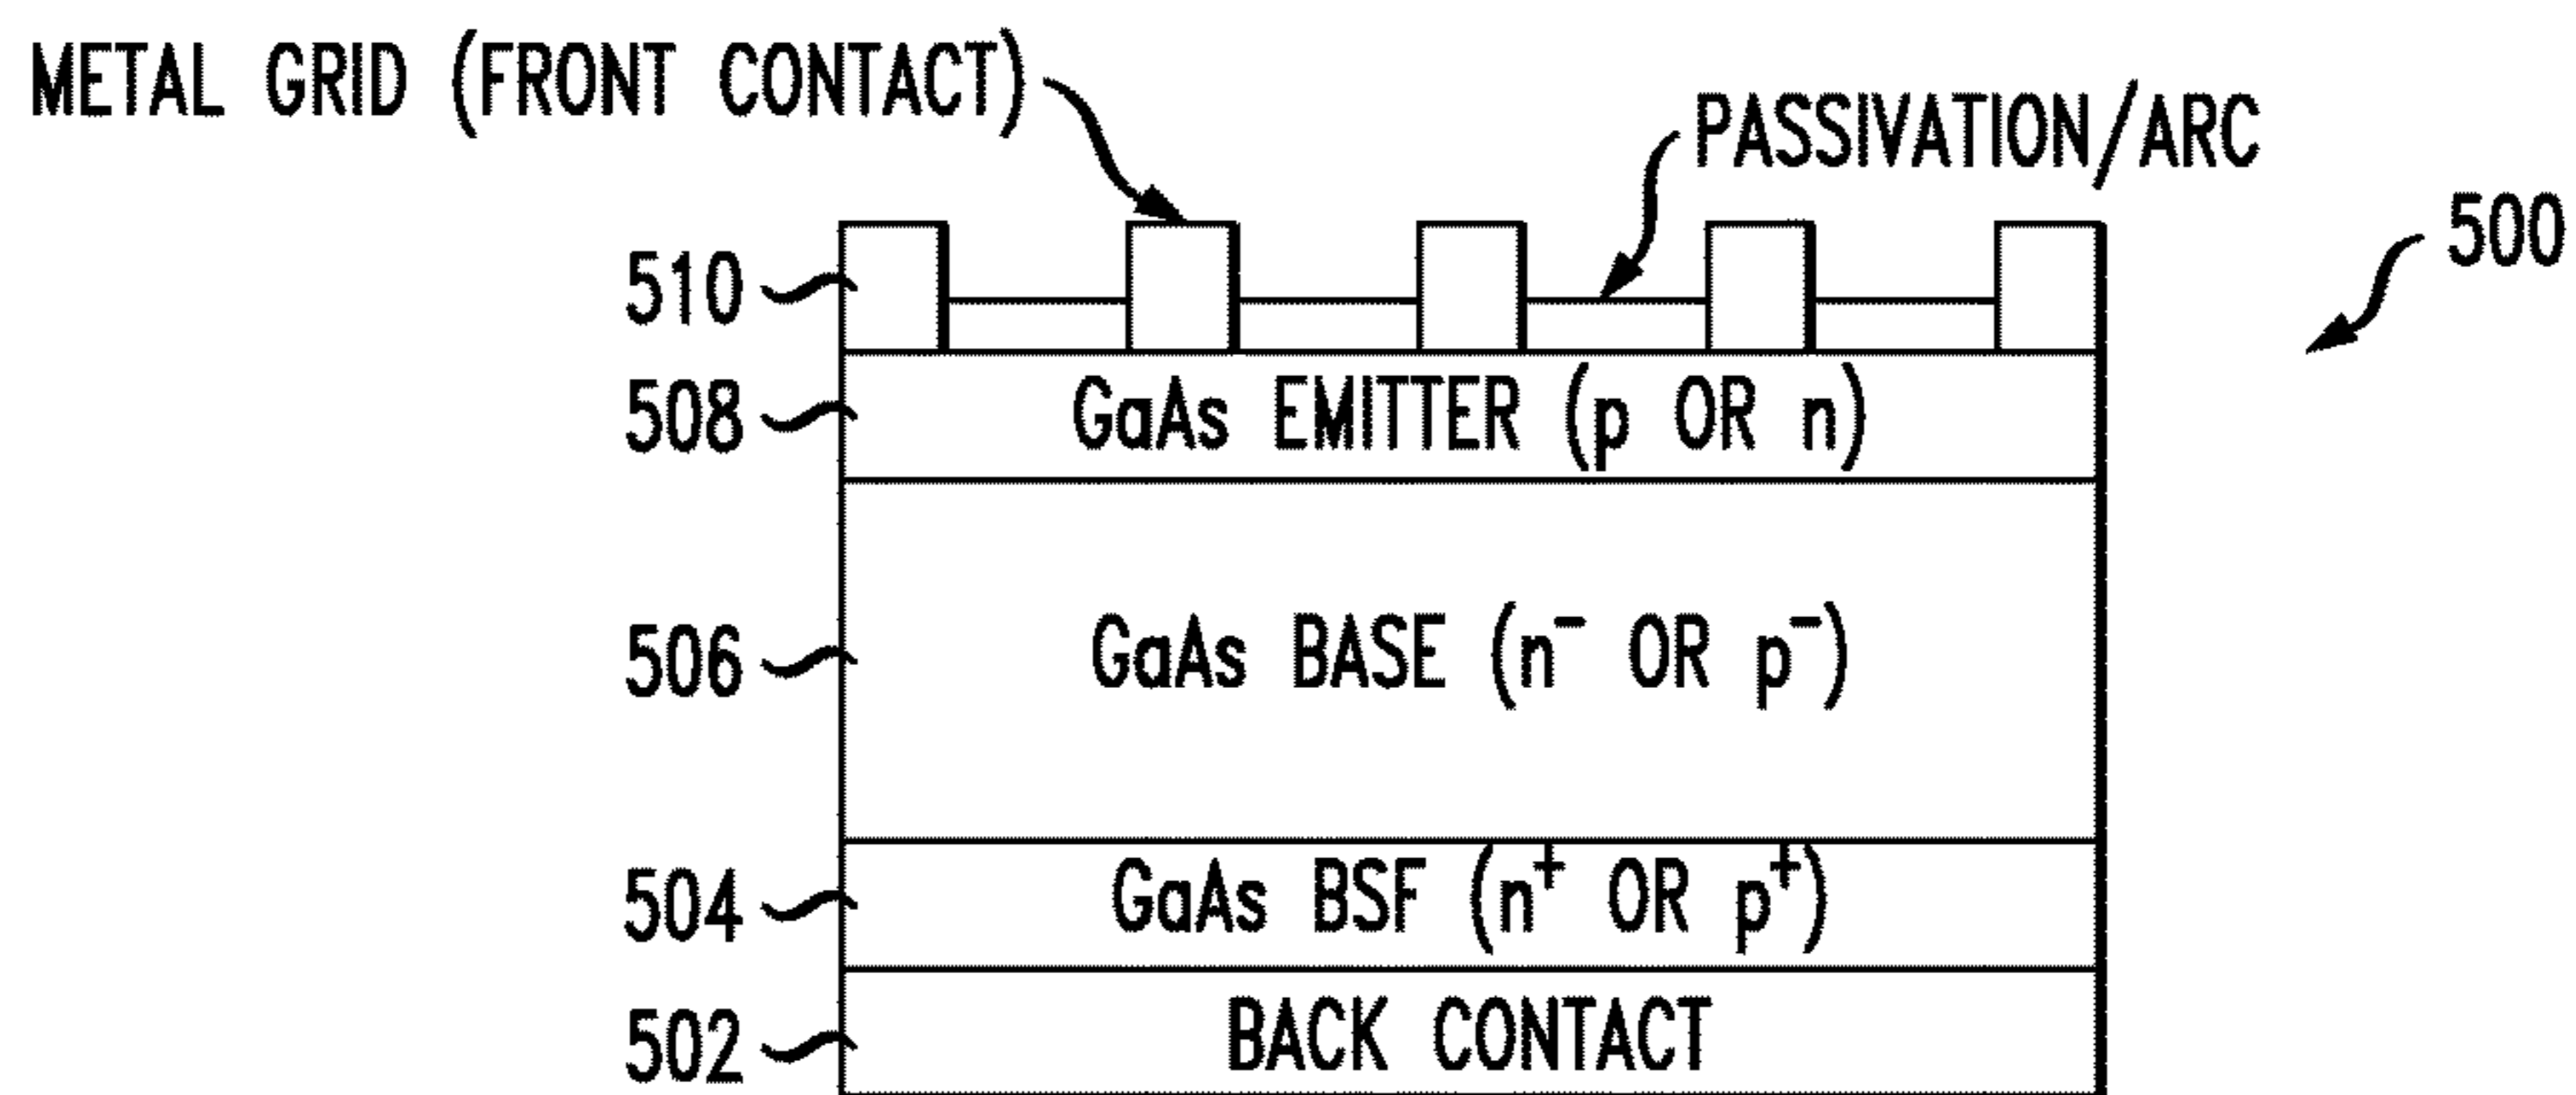 METAL GRID (FRONT CONTACT)
PASSIVATION/ARC
500
510
508 GaAs EMITTER (p OR n)
506 GaAs BASE (n⁻ OR p⁻)
504 GaAs BSF (n⁺ OR p⁺)
502 BACK CONTACT